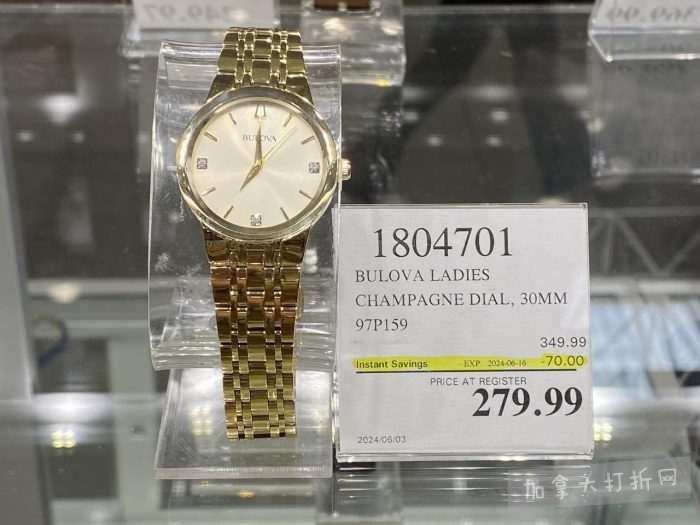 BULOVA
1804701
BULOVA LADIES
CHAMPAGNE DIAL, 30MM
97P159
349.99
Instant Savings -EXP 2024-06-16 -70.00
PRICE AT REGISTER
279.99
2024/06/03
加拿大打折网